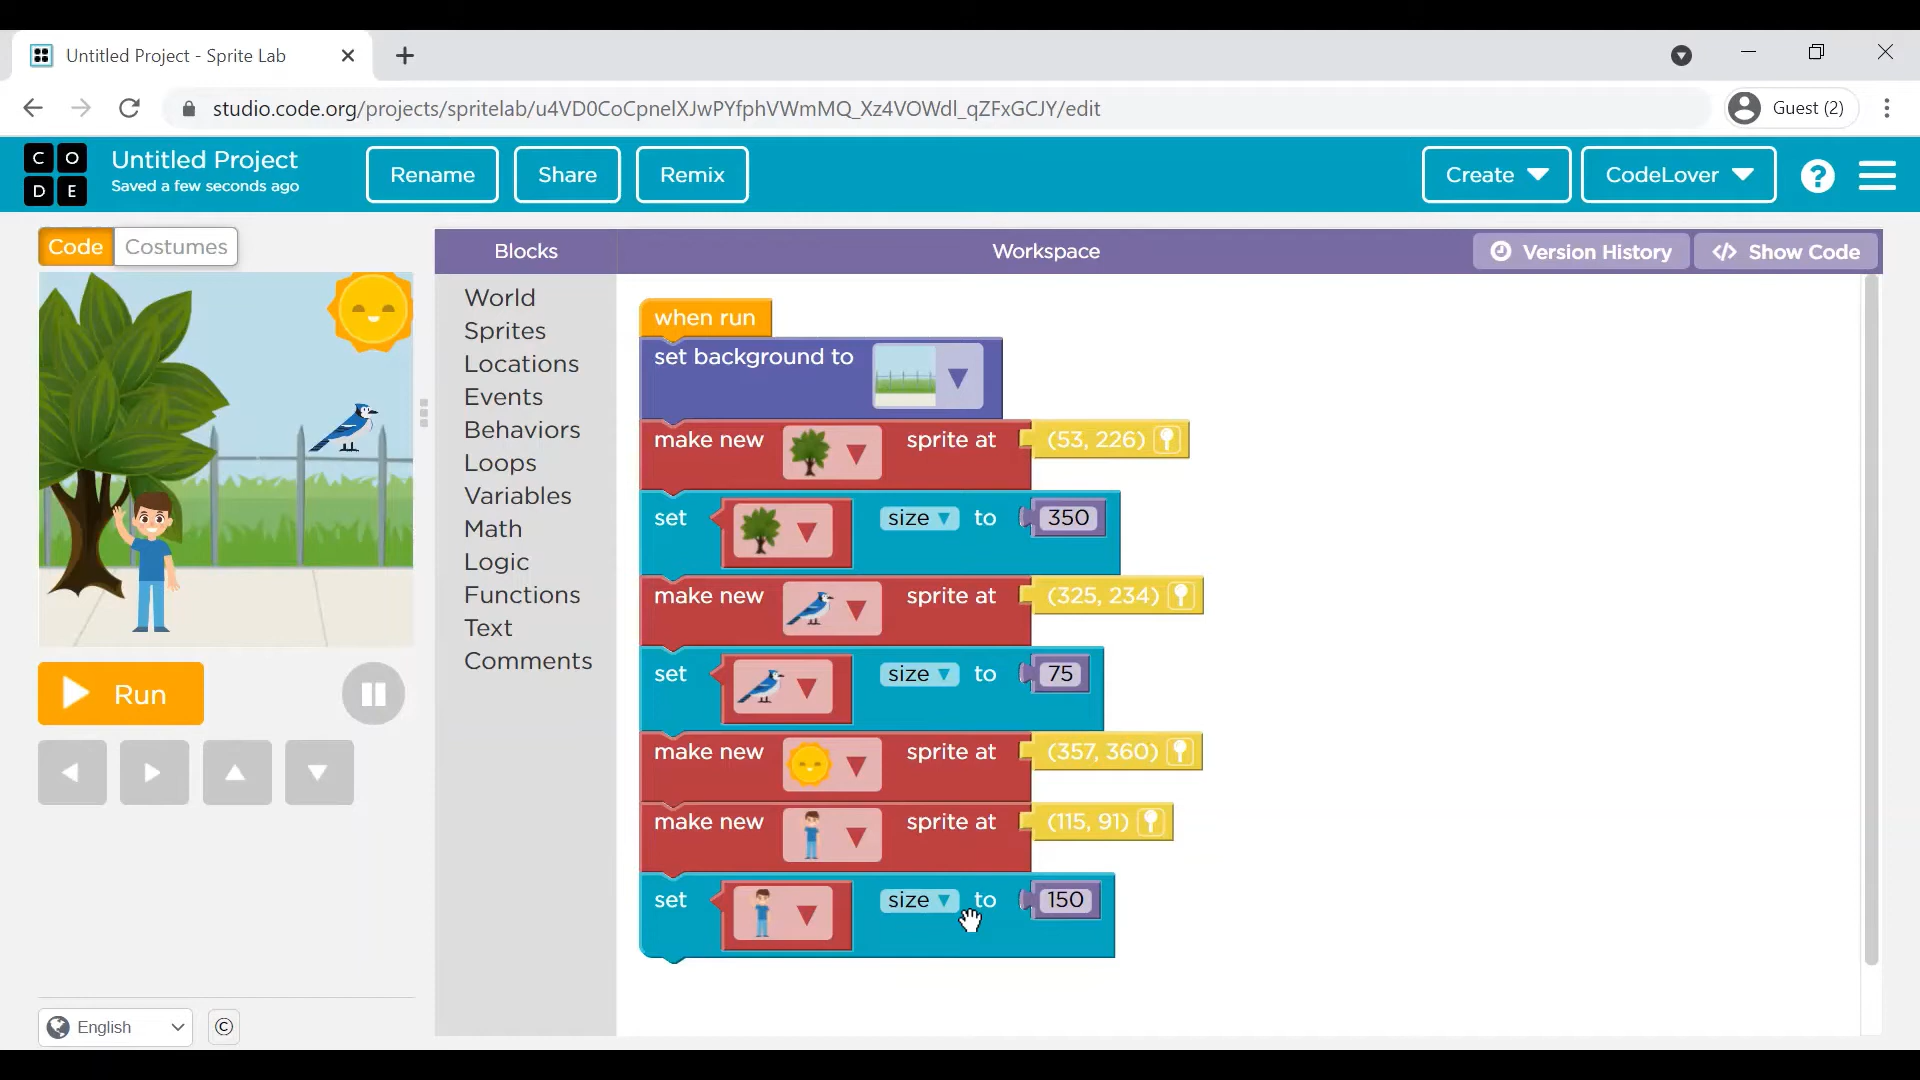 Untitled Project - Sprite Lab
studio.code.org/projects/spritelab/u4VD0CoCpnelXJwPYfphVWmMQ_Xz4VOWdl_qZFxGCJY/edit
Guest (2)
C O
D E
Untitled Project
Saved a few seconds ago
Rename
Share
Remix
Create
CodeLover
?
Code
Costumes
Blocks
Workspace
Version History
</> Show Code
World
Sprites
Locations
Events
Behaviors
Loops
Variables
Math
Logic
Functions
Text
Comments
when run
set background to
make new sprite at (53, 226)
set size to 350
make new sprite at (325, 234)
set size to 75
make new sprite at (357, 360)
make new sprite at (115, 91)
set size to 150
Run
English
©